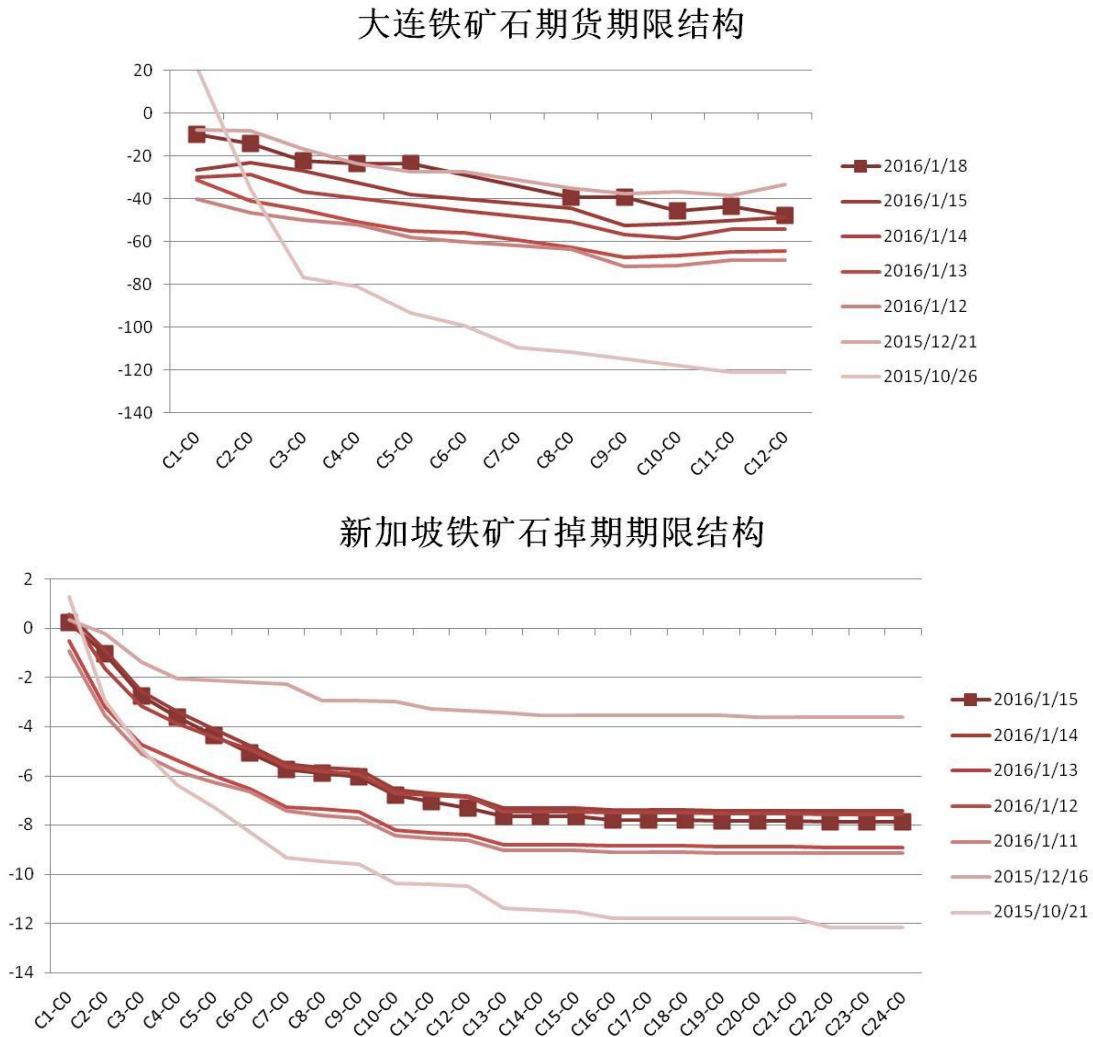 大连铁矿石期货期限结构
20
0
-20
-40
-60
-80
-100
-120
-140
C1-C0
C2-C0
C3-C0
C4-C0
C5-C0
C6-C0
C7-C0
C8-C0
C9-C0
C10-C0
C11-C0
C12-C0
2016/1/18
2016/1/15
2016/1/14
2016/1/13
2016/1/12
2015/12/21
2015/10/26
新加坡铁矿石掉期期限结构
2
0
-2
-4
-6
-8
-10
-12
-14
C1-C0
C2-C0
C3-C0
C4-C0
C5-C0
C6-C0
C7-C0
C8-C0
C9-C0
C10-C0
C11-C0
C12-C0
C13-C0
C14-C0
C15-C0
C16-C0
C17-C0
C18-C0
C19-C0
C20-C0
C21-C0
C22-C0
C23-C0
C24-C0
2016/1/15
2016/1/14
2016/1/13
2016/1/12
2016/1/11
2015/12/16
2015/10/21